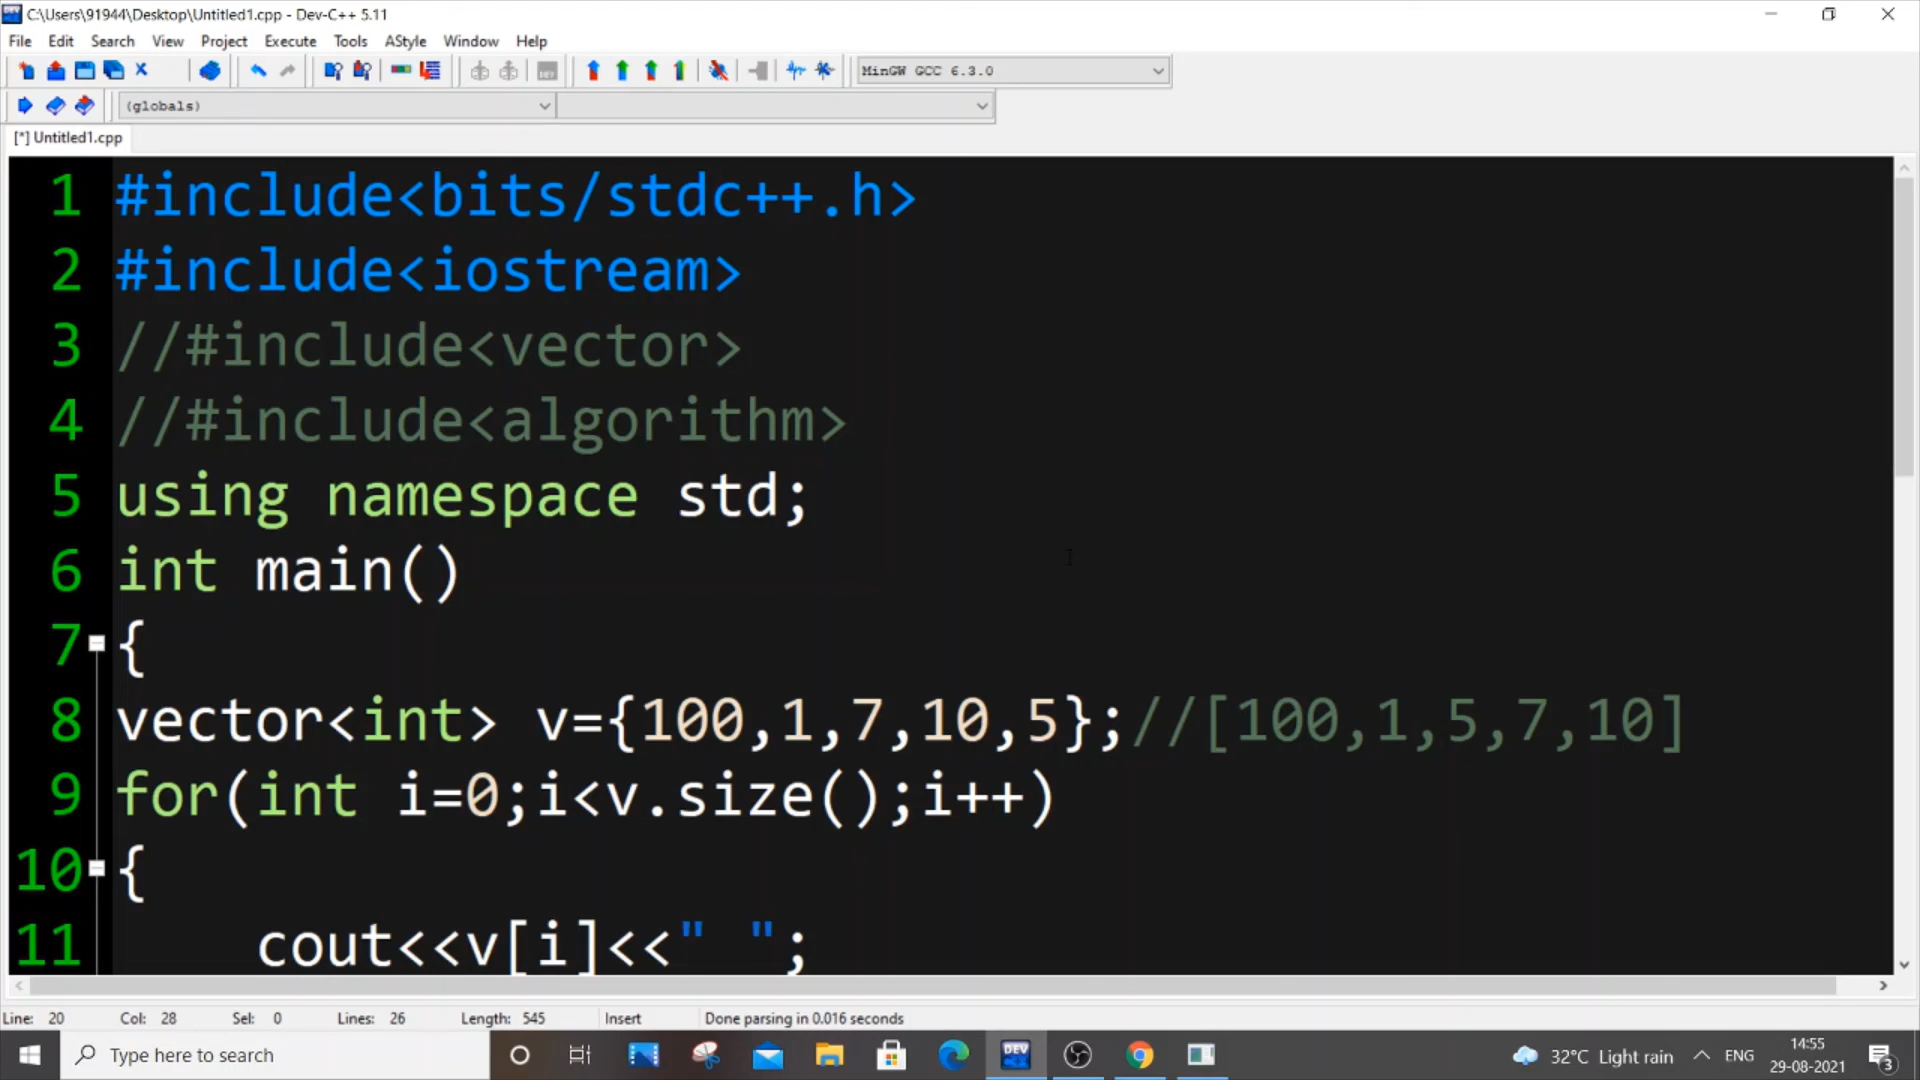 C:\Users\91944\Desktop\Untitled1.cpp - Dev-C++ 5.11
File Edit Search View Project Execute Tools AStyle Window Help
MinGW GCC 6.3.0
(globals)
[*] Untitled1.cpp
1 #include<bits/stdc++.h>
2 #include<iostream>
3 //#include<vector>
4 //#include<algorithm>
5 using namespace std;
6 int main()
7 {
8 vector<int> v={100,1,7,10,5};//[100,1,5,7,10]
9 for(int i=0;i<v.size();i++)
10 {
11 cout<<v[i]<<" ";
Line: 20 Col: 28 Sel: 0 Lines: 26 Length: 545 Insert Done parsing in 0.016 seconds
Type here to search
DEV
32°C Light rain
ENG
14:55
29-08-2021
3